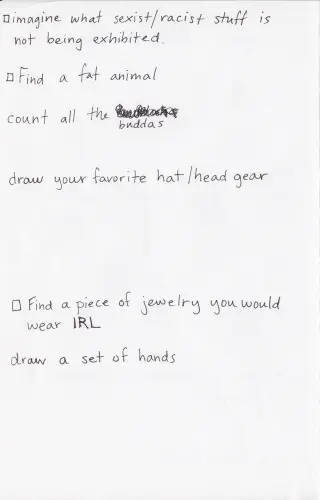 imagine what sexist/racist stuff is
not being exhibited.
Find a fat animal
count all the
buddas
draw your favorite hat/head gear
Find a piece of jewelry you would
wear IRL
draw a set of hands